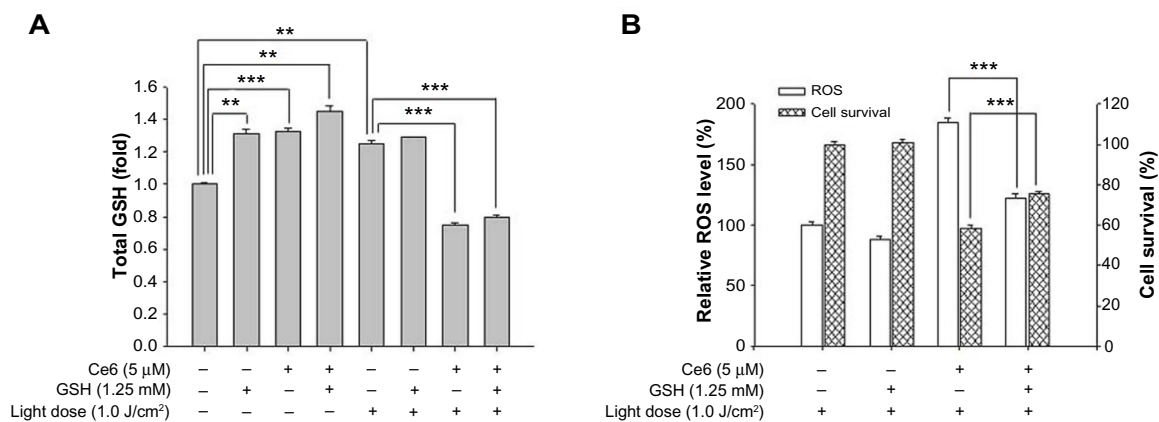 A
Total GSH (fold)
1.6
1.4
1.2
1.0
0.8
0.6
0.4
0.2
0.0
**
**
***
**
***
***
Ce6 (5 µM) – – + + – – + +
GSH (1.25 mM) – + – + – + – +
Light dose (1.0 J/cm²) – – – – + + + +
B
Relative ROS level (%)
200
150
100
50
0
ROS
Cell survival
***
***
120
100
80
60
40
20
0
Cell survival (%)
Ce6 (5 µM) – – + +
GSH (1.25 mM) – + – +
Light dose (1.0 J/cm²) + + + +